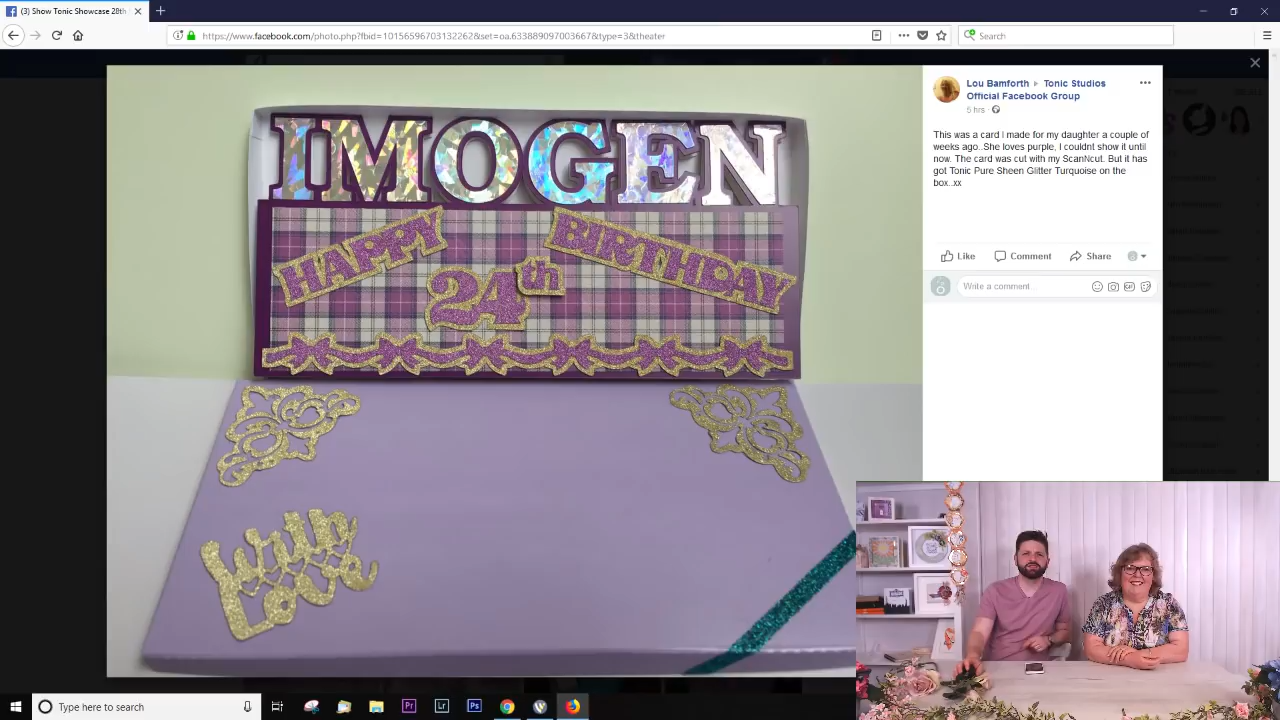 (3) Show Tonic Showcase 28th
https://www.facebook.com/photo.php?fbid=10156596703132262&set=oa.633889097003667&type=3&theater
Search
IMOGEN
HAPPY
BIRTHDAY
24th
with
Love
Lou Bamforth ▸ Tonic Studios
Official Facebook Group
5 hrs ·
This was a card I made for my daughter a couple of
weeks ago..She loves purple, I couldnt show it until
now. The card was cut with my ScanNcut. But it has
got Tonic Pure Sheen Glitter Turquoise on the
box..xx
Like
Comment
Share
Write a comment...
GIF
Type here to search
Pr
Lr
Ps